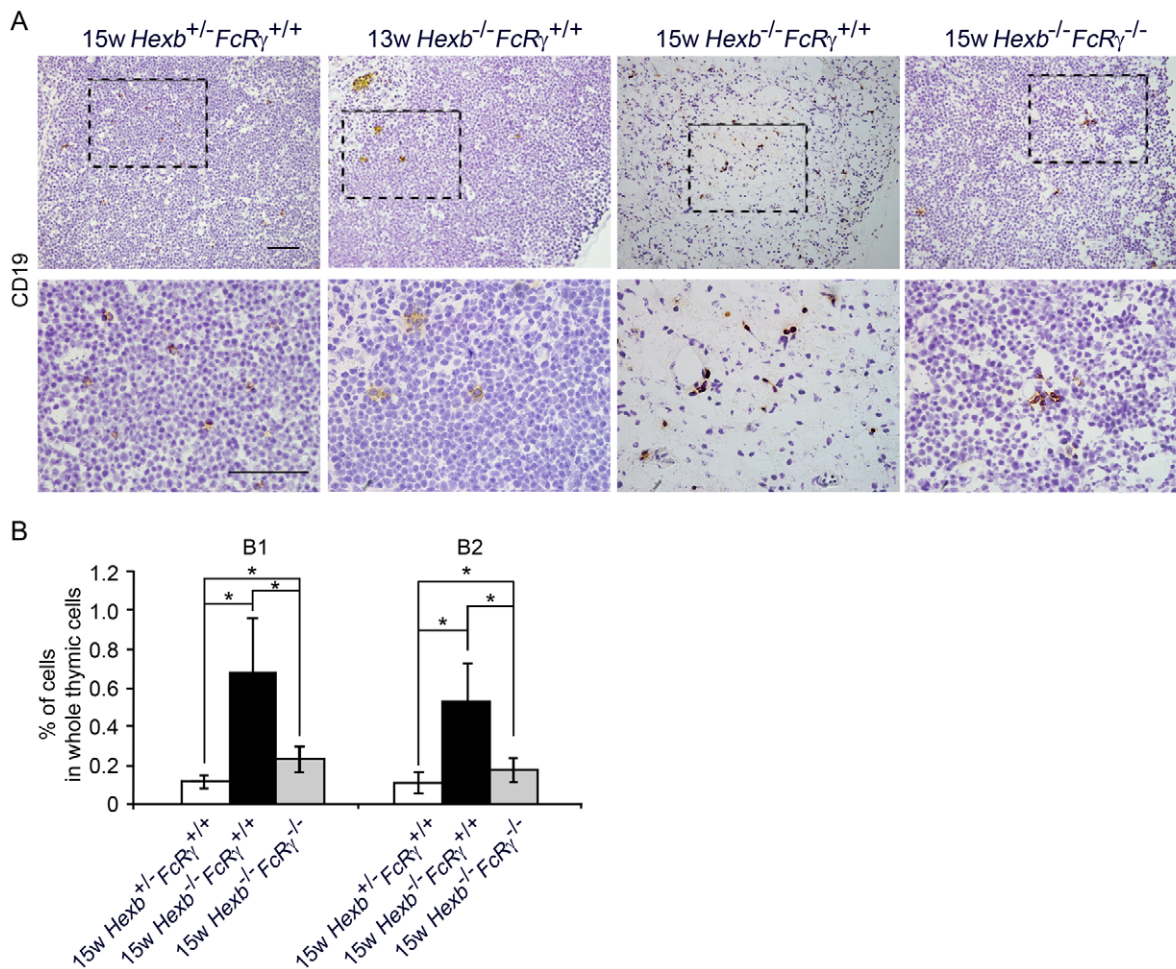 A
15w Hexb+/-FcRγ+/+ 13w Hexb-/-FcRγ+/+ 15w Hexb-/-FcRγ+/+ 15w Hexb-/-FcRγ-/-
CD19
B
B1 B2
* *
* * * *
1.2
1.0
0.8
0.6
0.4
0.2
0
% of cells
in whole thymic cells
15w Hexb+/-FcRγ+/+
15w Hexb-/-FcRγ+/+
15w Hexb-/-FcRγ-/-
15w Hexb+/-FcRγ+/+
15w Hexb-/-FcRγ+/+
15w Hexb-/-FcRγ-/-